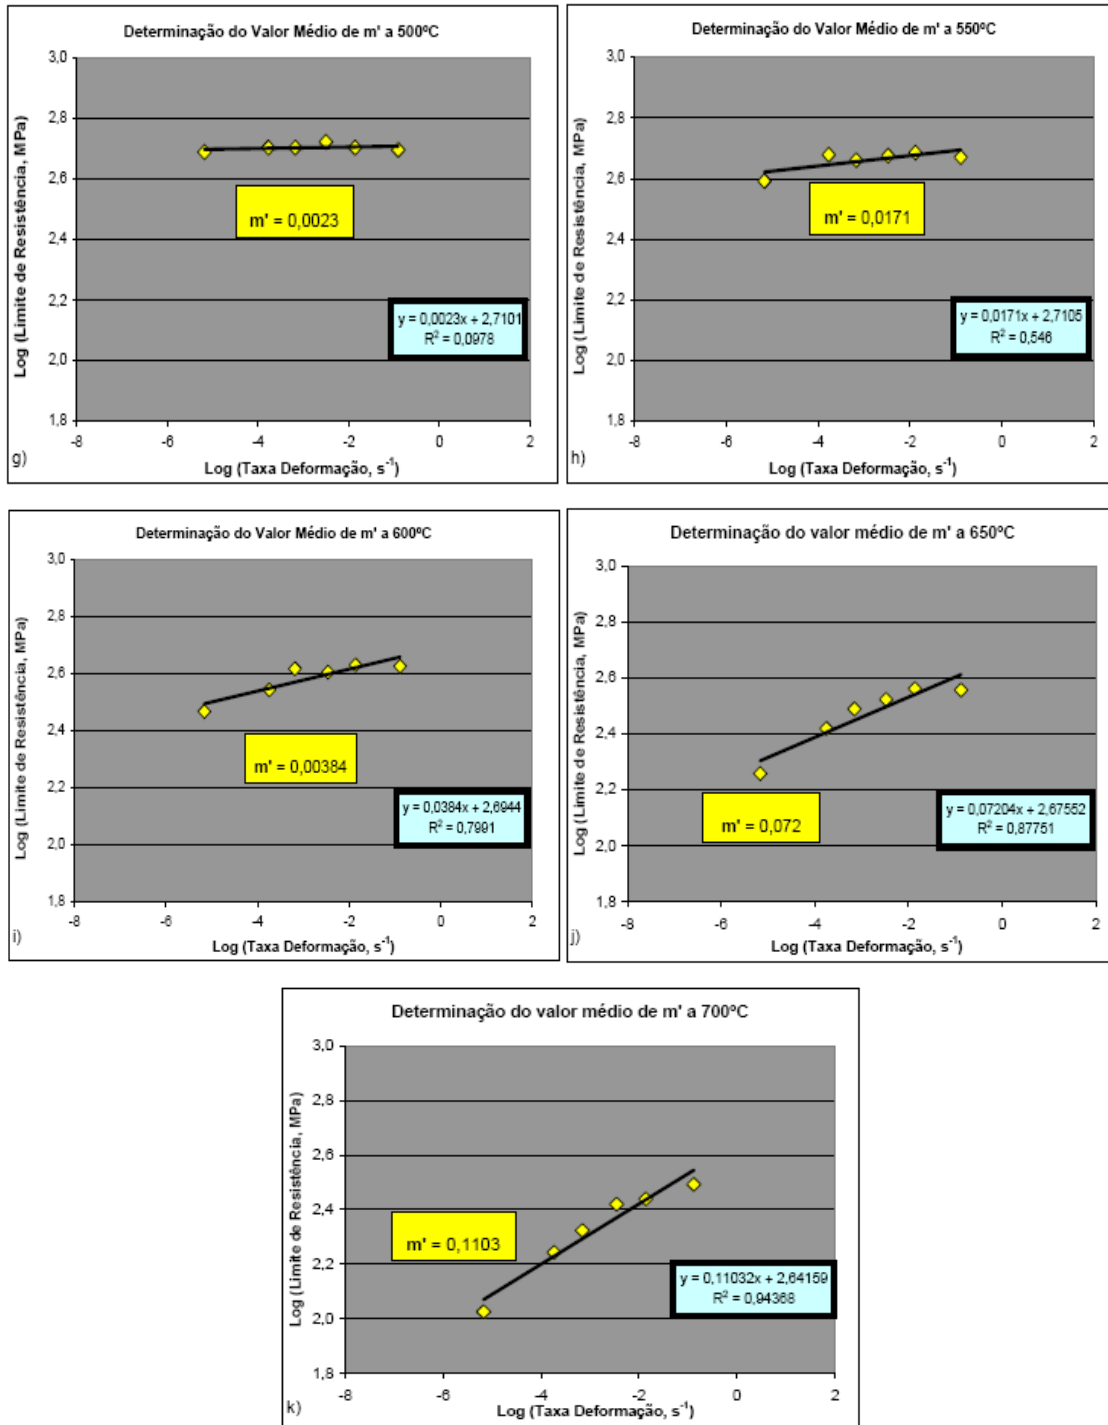 Determinação do Valor Médio de m' a 500ºC
Log (Limite de Resistência, MPa)
3,0
2,8
2,6
2,4
2,2
2,0
1,8
m' = 0,0023
y = 0,0023x + 2,7101
R² = 0,0978
-8 -6 -4 -2 0 2
Log (Taxa Deformação, s⁻¹)
g)
Determinação do Valor Médio de m' a 550ºC
Log (Limite de Resistência, MPa)
3,0
2,8
2,6
2,4
2,2
2,0
1,8
m' = 0,0171
y = 0,0171x + 2,7105
R² = 0,546
-8 -6 -4 -2 0 2
Log (Taxa Deformação, s⁻¹)
h)
Determinação do Valor Médio de m' a 600ºC
Log (Limite de Resistência, MPa)
3,0
2,8
2,6
2,4
2,2
2,0
1,8
m' = 0,00384
y = 0,0384x + 2,6944
R² = 0,7991
-8 -6 -4 -2 0 2
Log (Taxa Deformação, s⁻¹)
i)
Determinação do valor médio de m' a 650ºC
Log (Limite de Resistência, MPa)
3,0
2,8
2,6
2,4
2,2
2,0
1,8
m' = 0,072
y = 0,07204x + 2,67552
R² = 0,87751
-8 -6 -4 -2 0 2
Log (Taxa Deformação, s⁻¹)
j)
Determinação do valor médio de m' a 700ºC
Log (Limite de Resistência, MPa)
3,0
2,8
2,6
2,4
2,2
2,0
1,8
m' = 0,1103
y = 0,11032x + 2,64159
R² = 0,94368
-8 -6 -4 -2 0 2
Log (Taxa Deformação, s⁻¹)
k)